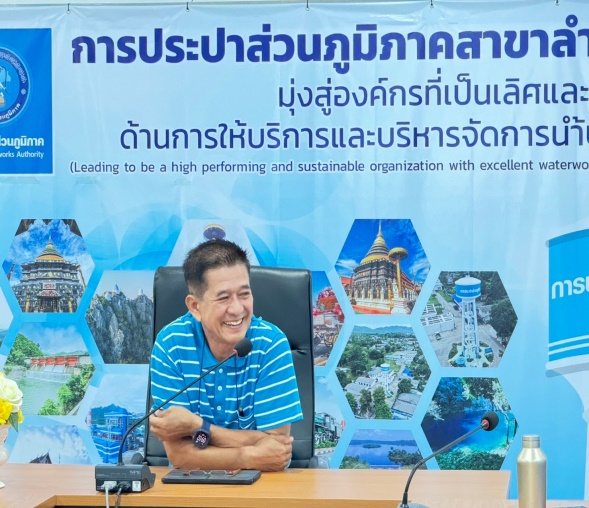 การประปาส่วนภูมิภาคสาขาลำ
มุ่งสู่องค์กรที่เป็นเลิศและ
ด้านการให้บริการและบริหารจัดการน้ำ
(Leading to be a high performing and sustainable organization with excellent waterwo
ส่วนภูมิภาค
works Authority
การ